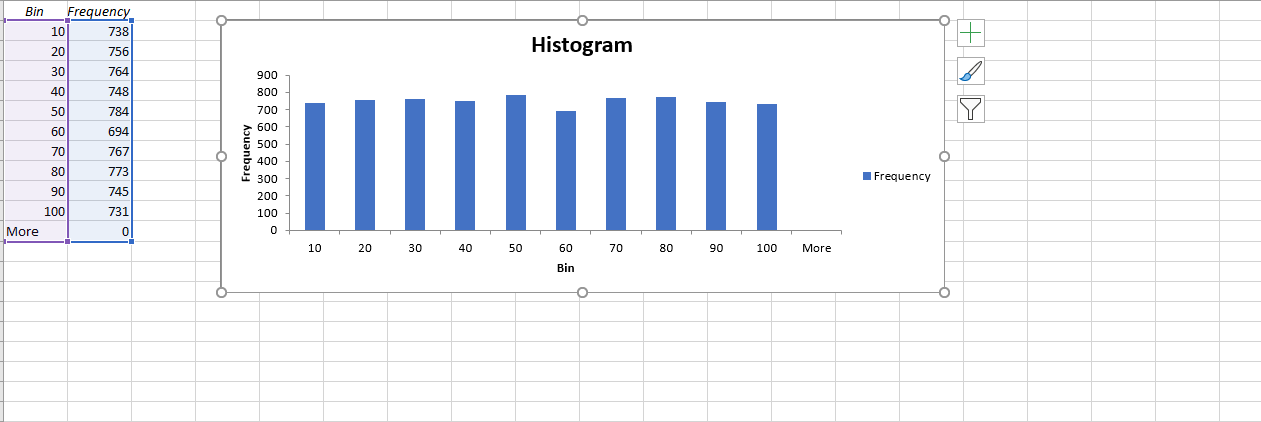 Bin Frequency
10 738
20 756
30 764
40 748
50 784
60 694
70 767
80 773
90 745
100 731
More 0
Histogram
900
800
700
600
500
400
300
200
100
0
Frequency
10 20 30 40 50 60 70 80 90 100 More
Bin
Frequency